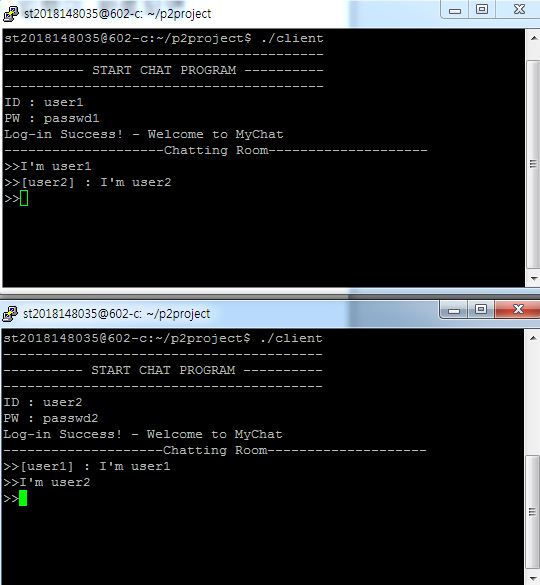 st2018148035@602-c: ~/p2project
st2018148035@602-c:~/p2project$ ./client
----------------------------------------
---------- START CHAT PROGRAM ----------
----------------------------------------
ID : user1
PW : passwd1
Log-in Success! - Welcome to MyChat
--------------------Chatting Room--------------------
>>I'm user1
>>[user2] : I'm user2
>>
st2018148035@602-c: ~/p2project
st2018148035@602-c:~/p2project$ ./client
----------------------------------------
---------- START CHAT PROGRAM ----------
----------------------------------------
ID : user2
PW : passwd2
Log-in Success! - Welcome to MyChat
--------------------Chatting Room--------------------
>>[user1] : I'm user1
>>I'm user2
>>